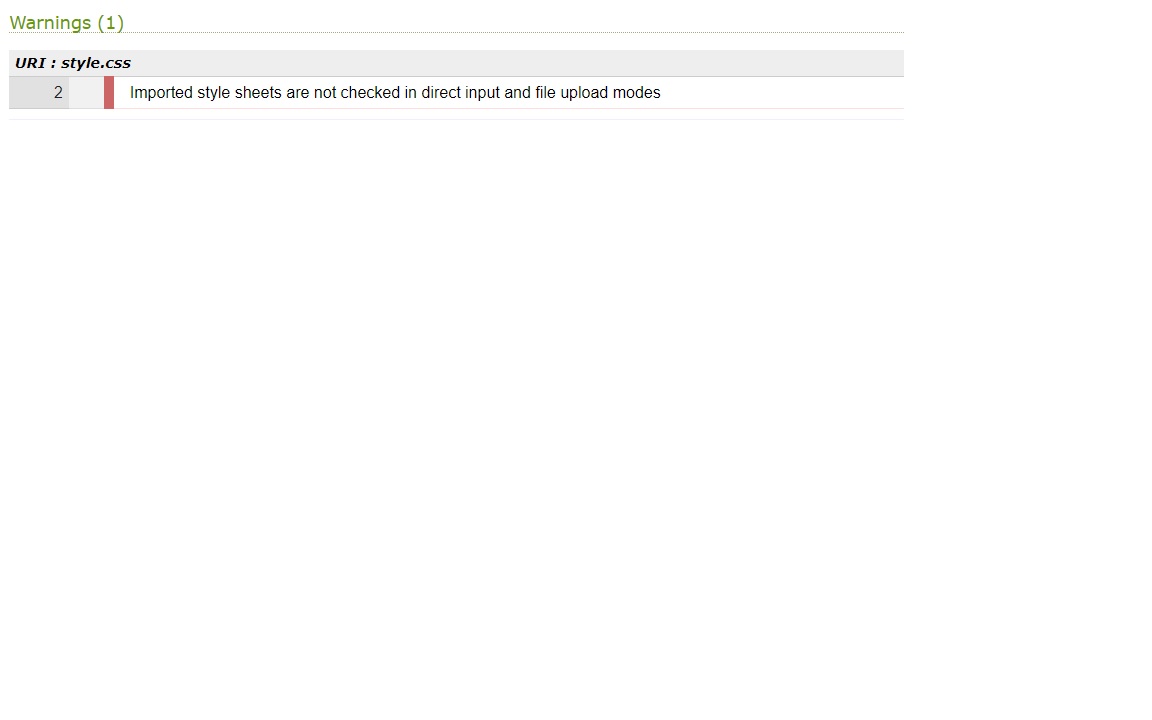 Warnings (1)
URI : style.css
2 Imported style sheets are not checked in direct input and file upload modes